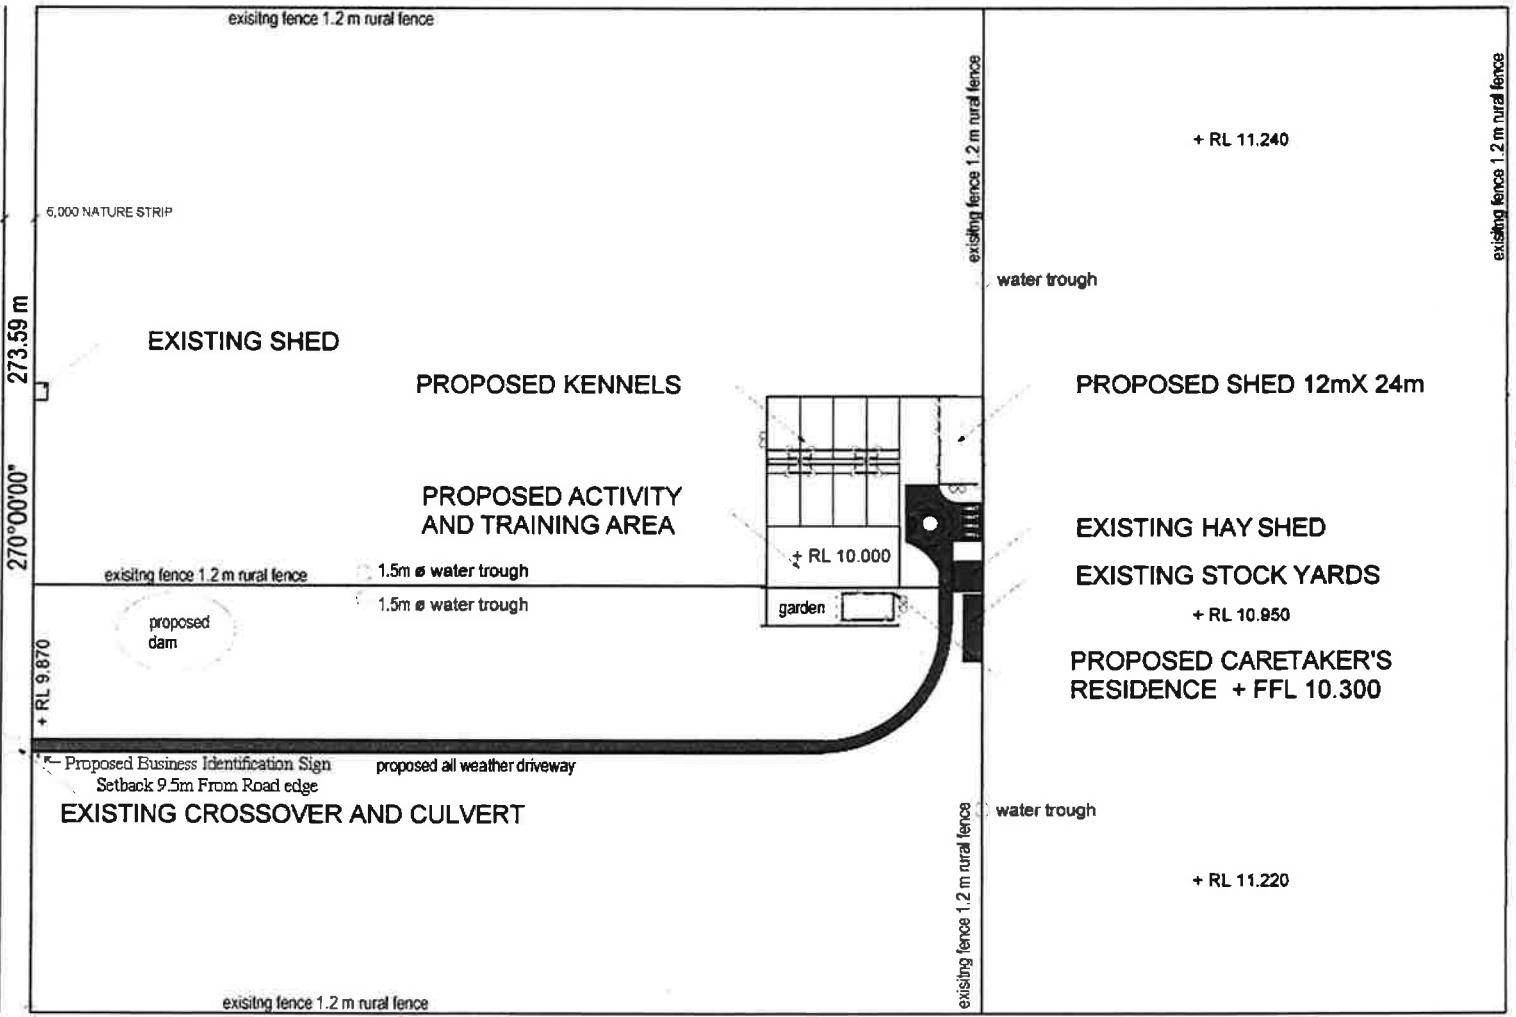 exisitng fence 1.2 m rural fence
exisitng fence 1.2 m rural fence
exisitng fence 1.2 m rural fence
+ RL 11.240
6,000 NATURE STRIP
water trough
273.59 m
270°00'00"
EXISTING SHED
PROPOSED KENNELS
PROPOSED SHED 12mX 24m
PROPOSED ACTIVITY
AND TRAINING AREA
EXISTING HAY SHED
+ RL 10.000
exisitng fence 1.2 m rural fence
1.5m ø water trough
EXISTING STOCK YARDS
1.5m ø water trough
garden
+ RL 10.950
proposed
dam
+ RL 9.870
PROPOSED CARETAKER'S
RESIDENCE + FFL 10.300
Proposed Business Identification Sign
Setback 9.5m From Road edge
proposed all weather driveway
EXISTING CROSSOVER AND CULVERT
water trough
exisitng fence 1.2 m rural fence
+ RL 11.220
exisitng fence 1.2 m rural fence